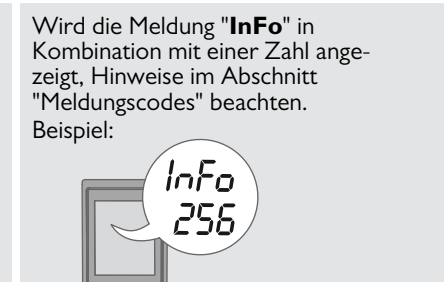 Wird die Meldung "InFo" in
Kombination mit einer Zahl ange-
zeigt, Hinweise im Abschnitt
"Meldungscodes" beachten.
Beispiel:
InFo
256